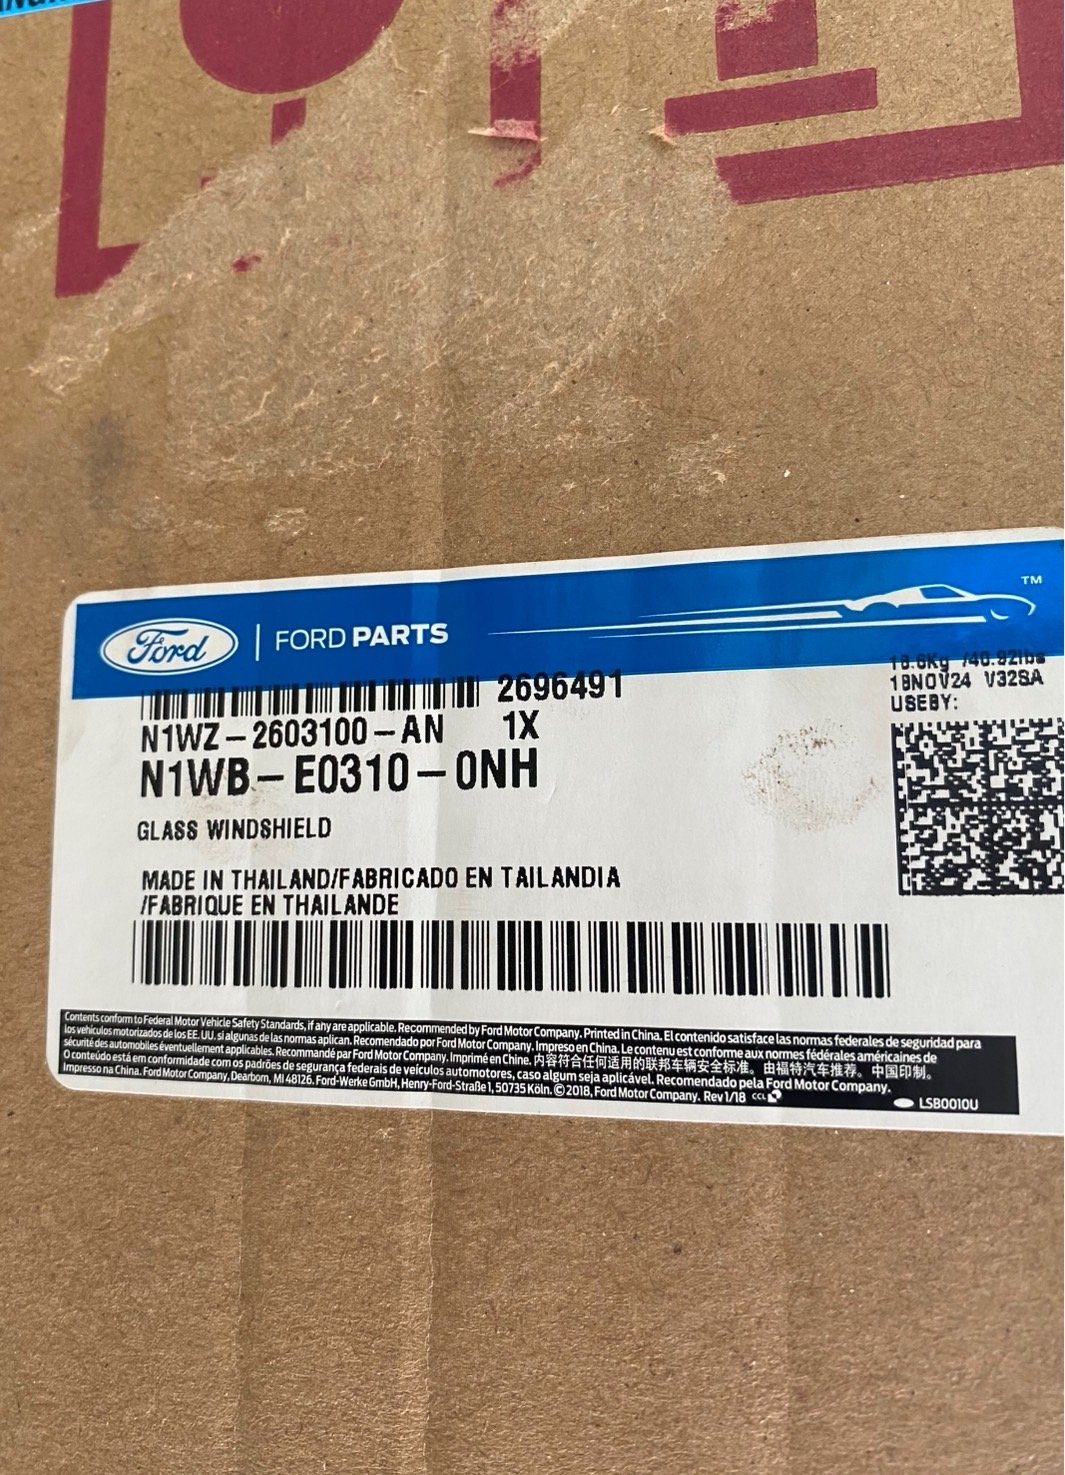 Ford FORD PARTS TM
2696491
18.6Kg /40.92lbs
18NOV24 V32SA
USEBY:
N1WZ-2603100-AN 1X
N1WB-E0310-0NH
GLASS WINDSHIELD
MADE IN THAILAND/FABRICADO EN TAILANDIA
/FABRIQUE EN THAILANDE
Contents conform to Federal Motor Vehicle Safety Standards, if any are applicable. Recommended by Ford Motor Company. Printed in China. El contenido satisface las normas federales de seguridad para
los vehículos motorizados de los EE. UU. si algunas de las normas aplican. Recomendado por Ford Motor Company. Impreso en China. Le contenu est conforme aux normes fédérales américaines de
sécurité des automobiles éventuellement applicables. Recommandé par Ford Motor Company. Imprimé en Chine. 内容符合任何适用的联邦车辆安全标准。由福特汽车推荐。中国印制。
O conteúdo está em conformidade com os padrões de segurança federais de veículos automotores, caso algum seja aplicável. Recomendado pela Ford Motor Company.
Impresso na China. Ford Motor Company, Dearborn, MI 48126. Ford-Werke GmbH, Henry-Ford-Straße 1, 50735 Köln. © 2018, Ford Motor Company. Rev 1/18 CCL
LSB0010U